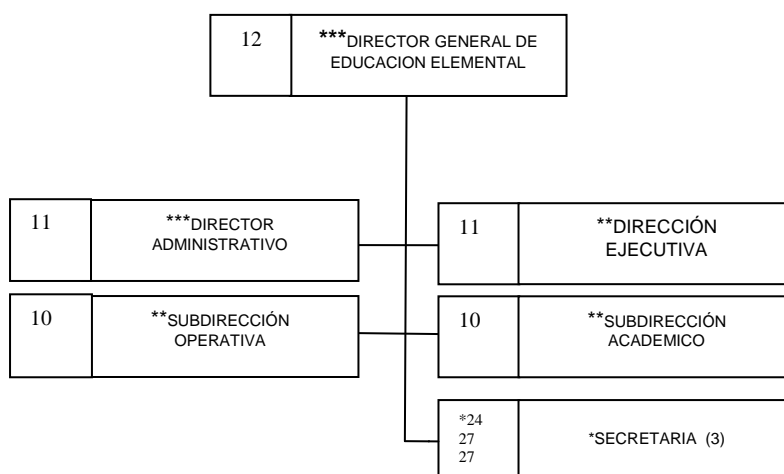 12
***DIRECTOR GENERAL DE
EDUCACION ELEMENTAL
11
***DIRECTOR
ADMINISTRATIVO
11
**DIRECCIÓN
EJECUTIVA
10
**SUBDIRECCIÓN
OPERATIVA
10
**SUBDIRECCIÓN
ACADEMICO
*24
27
27
*SECRETARIA (3)